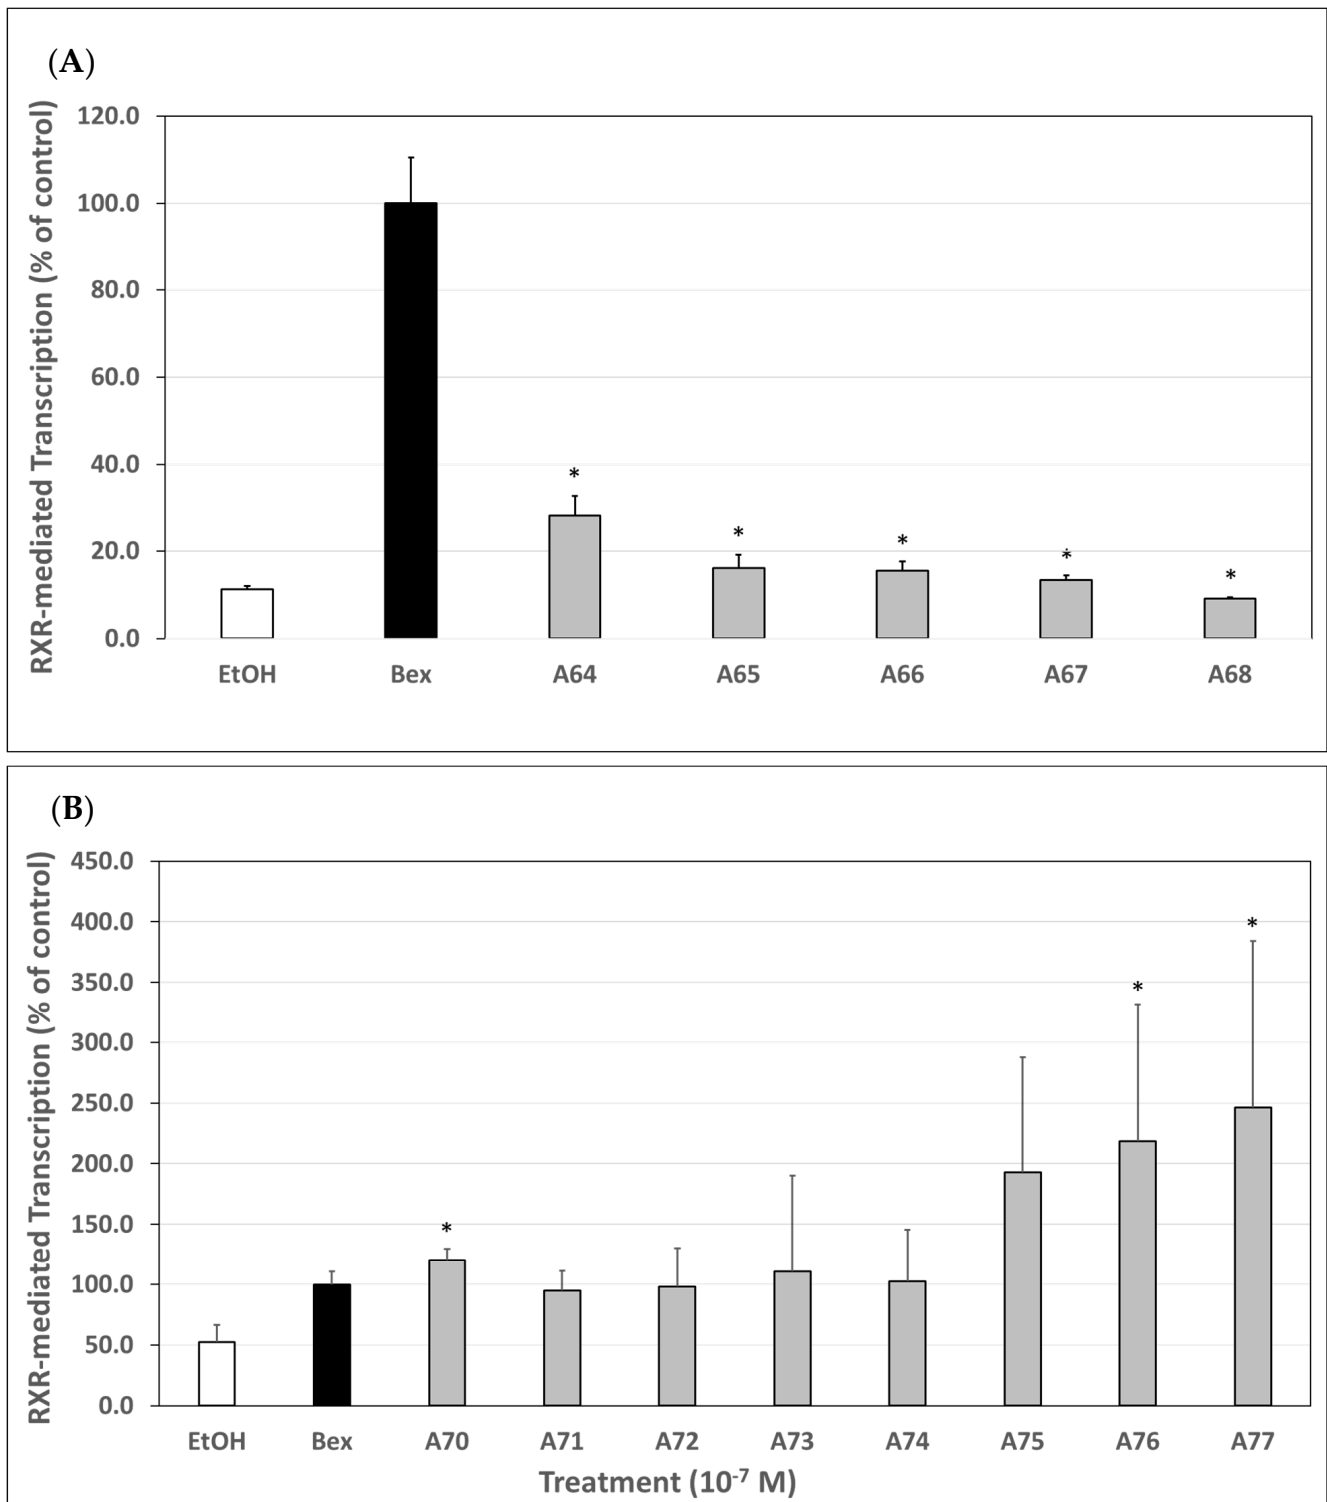 (A)
RXR-mediated Transcription (% of control)
120.0
100.0
80.0
60.0
40.0
20.0
0.0
* * * * *
EtOH Bex A64 A65 A66 A67 A68
(B)
RXR-mediated Transcription (% of control)
450.0
400.0
350.0
300.0
250.0
200.0
150.0
100.0
50.0
0.0
* * *
EtOH Bex A70 A71 A72 A73 A74 A75 A76 A77
Treatment (10⁻⁷ M)